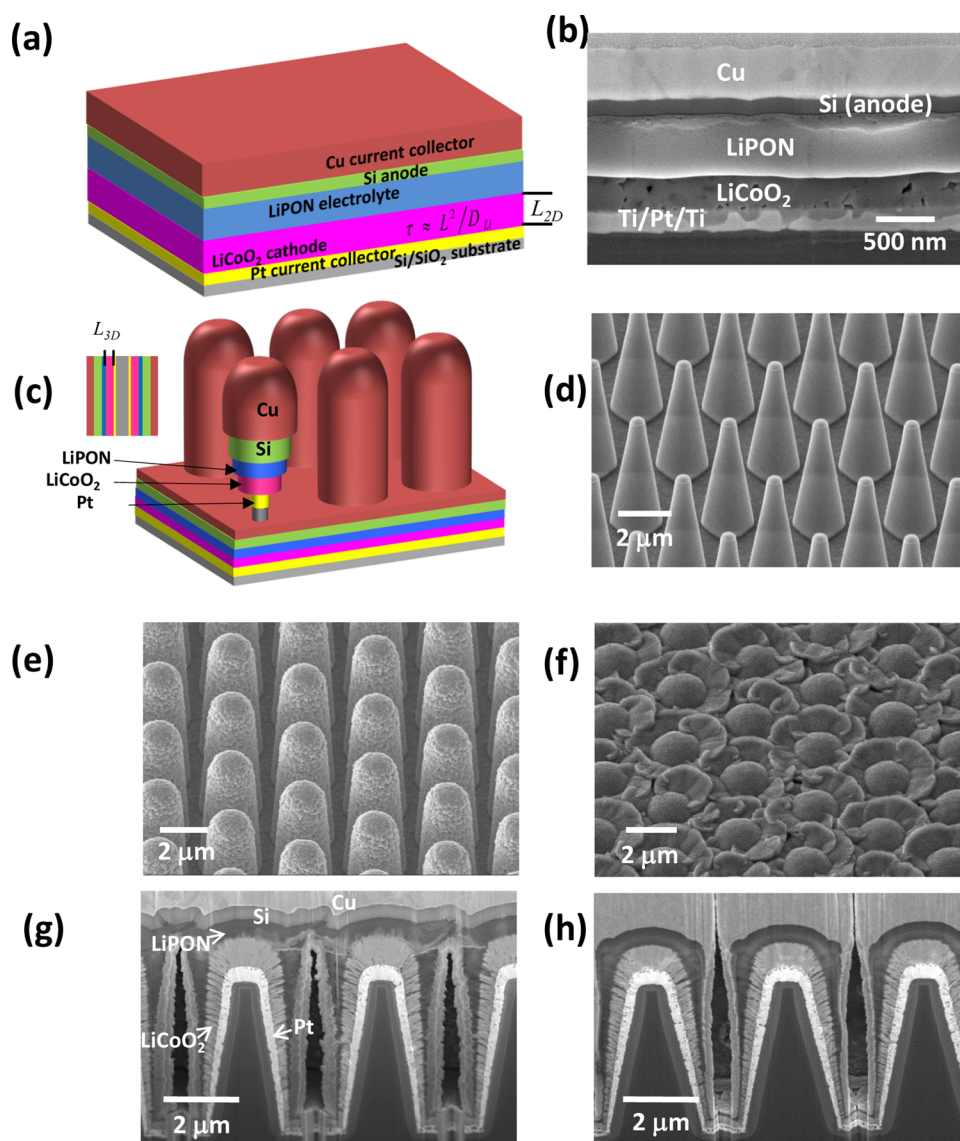 (a)
Cu current collector
Si anode
LiPON electrolyte
LiCoO₂ cathode
τ ≈ L²/D_Li
Pt current collector
Si/SiO₂ substrate
L_2D
(b)
Cu
Si (anode)
LiPON
LiCoO₂
Ti/Pt/Ti
500 nm
(c)
L_3D
Cu
Si
LiPON
LiCoO₂
Pt
(d)
2 μm
(e)
2 μm
(f)
2 μm
(g)
Cu
Si
LiPON
LiCoO₂
Pt
2 μm
(h)
2 μm